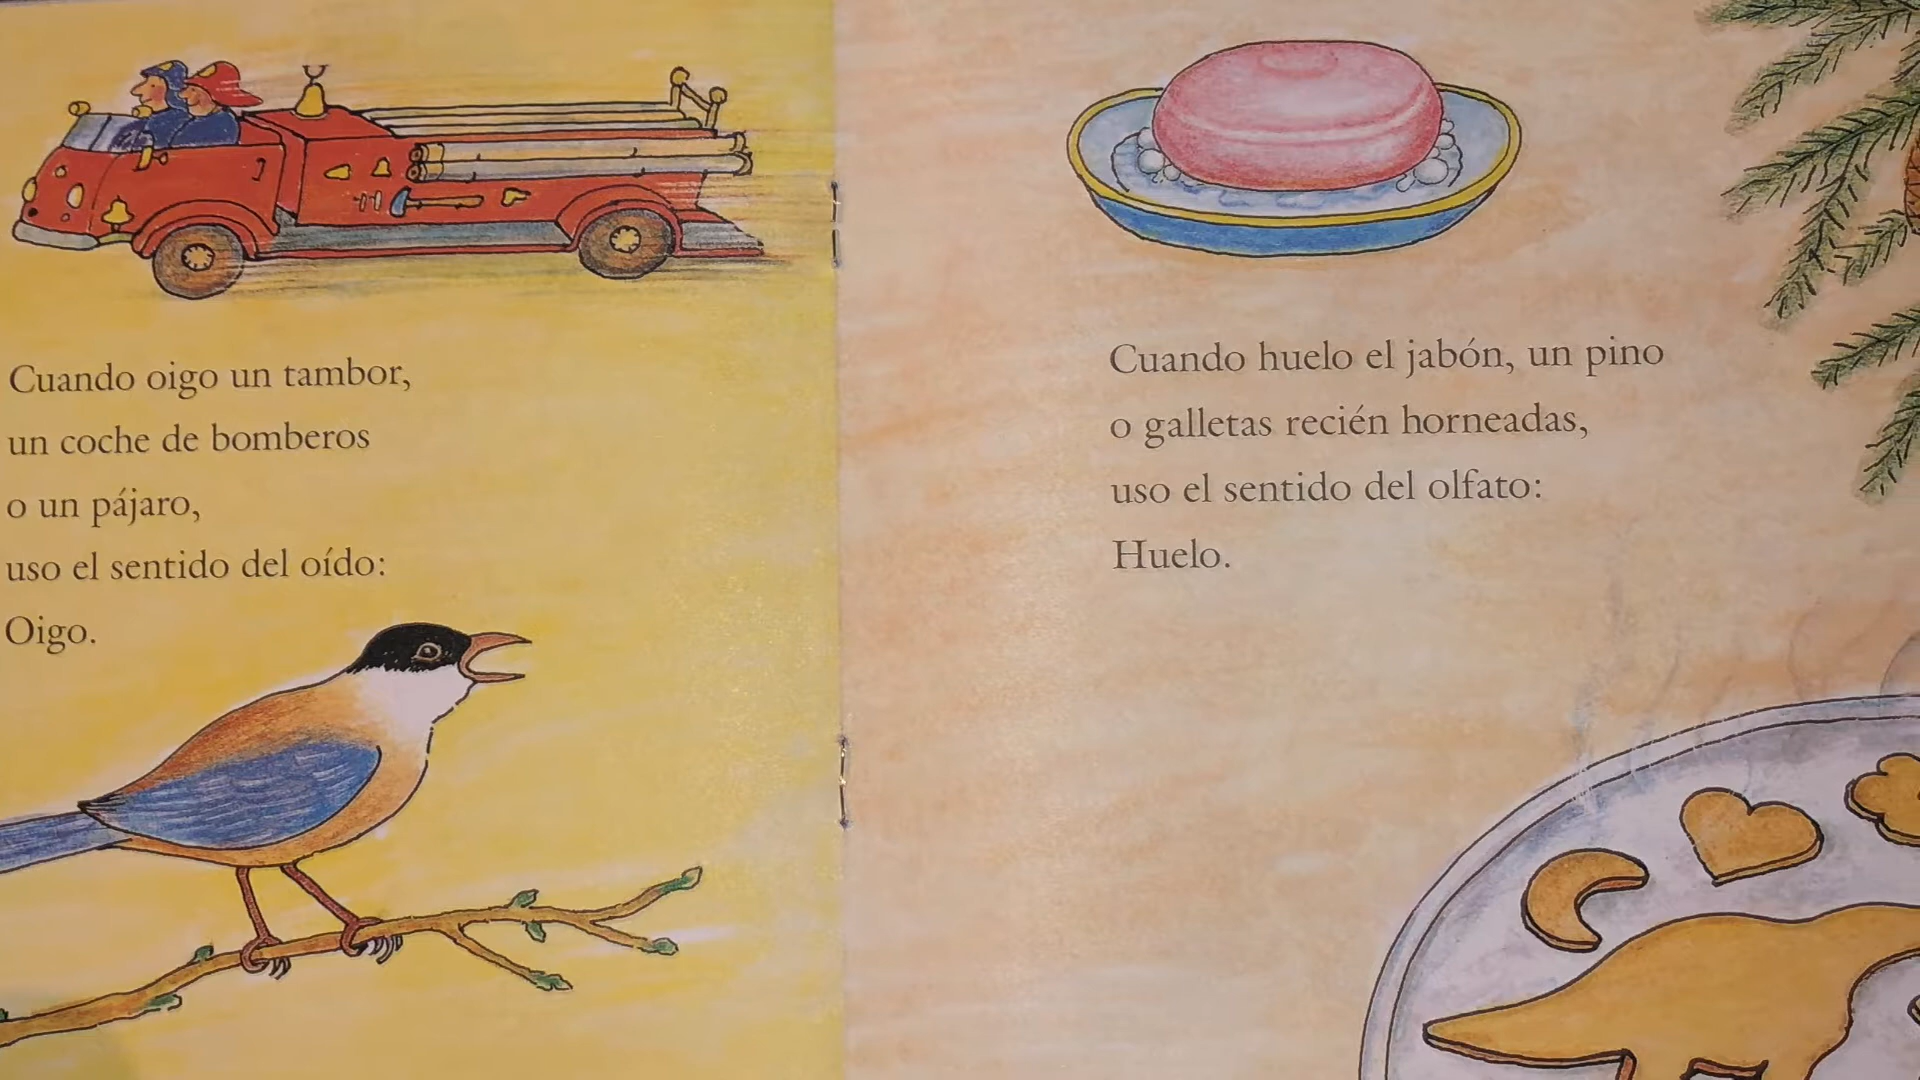 Cuando oigo un tambor,
un coche de bomberos
o un pájaro,
uso el sentido del oído:
Oigo.
Cuando huelo el jabón, un pino
o galletas recién horneadas,
uso el sentido del olfato:
Huelo.